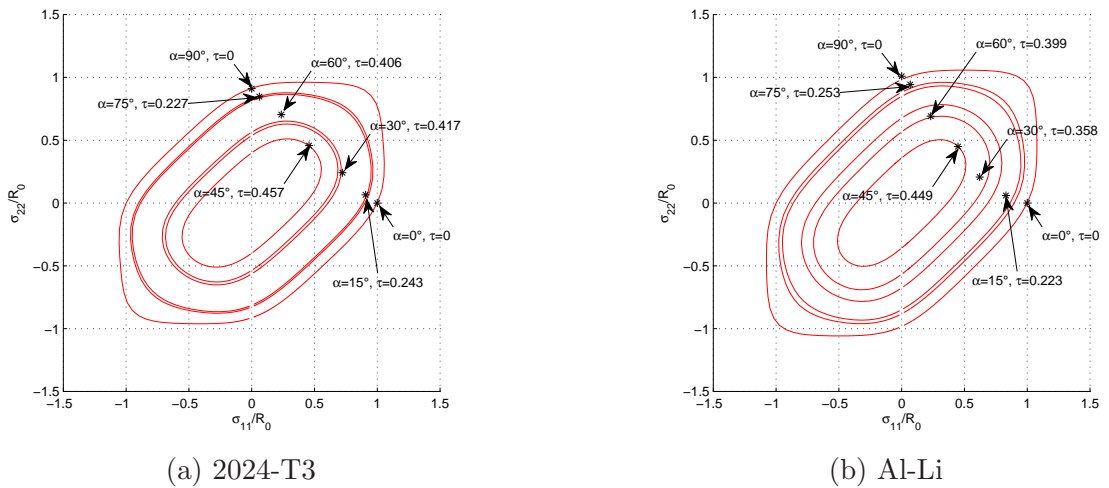 1.5
1
0.5
0
−0.5
−1
−1.5
σ22/R0
−1.5 −1 −0.5 0 0.5 1 1.5
σ11/R0
α=90°, τ=0
α=60°, τ=0.406
α=75°, τ=0.227
α=30°, τ=0.417
α=45°, τ=0.457
α=0°, τ=0
α=15°, τ=0.243
(a) 2024-T3
1.5
1
0.5
0
−0.5
−1
−1.5
σ22/R0
−1.5 −1 −0.5 0 0.5 1 1.5
σ11/R0
α=90°, τ=0
α=60°, τ=0.399
α=75°, τ=0.253
α=30°, τ=0.358
α=45°, τ=0.449
α=0°, τ=0
α=15°, τ=0.223
(b) Al-Li